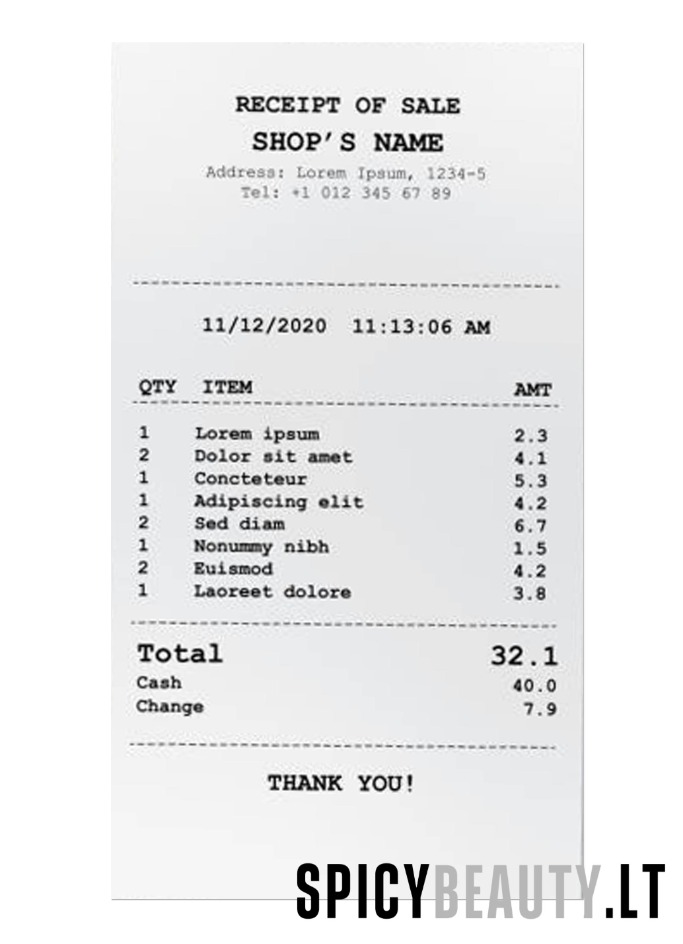 RECEIPT OF SALE
SHOP'S NAME
Address: Lorem Ipsum, 1234-5
Tel: +1 012 345 67 89
11/12/2020 11:13:06 AM
QTY ITEM AMT
1 Lorem ipsum 2.3
2 Dolor sit amet 4.1
1 Concteteur 5.3
1 Adipiscing elit 4.2
2 Sed diam 6.7
1 Nonummy nibh 1.5
2 Euismod 4.2
1 Laoreet dolore 3.8
Total 32.1
Cash 40.0
Change 7.9
THANK YOU!
SPICYBEAUTY.LT